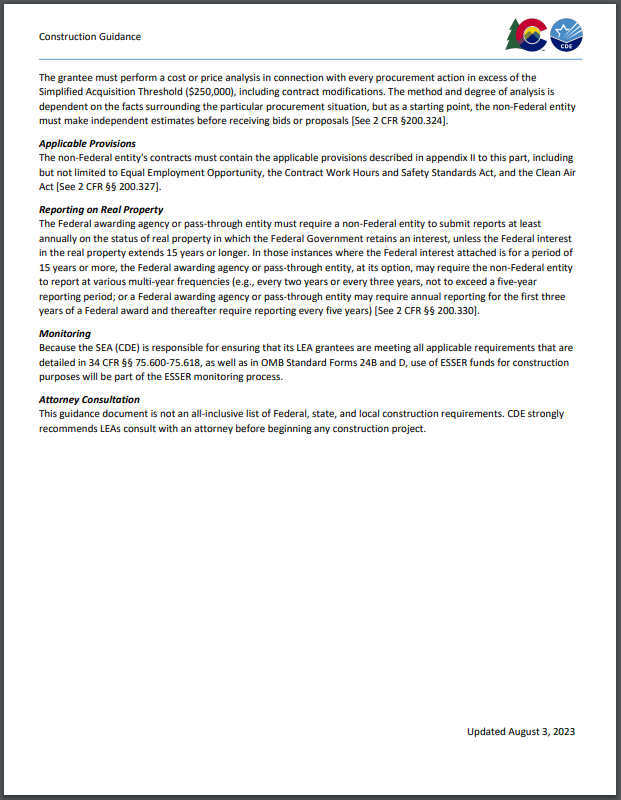 Construction Guidance
CDE
The grantee must perform a cost or price analysis in connection with every procurement action in excess of the
Simplified Acquisition Threshold ($250,000), including contract modifications. The method and degree of analysis is
dependent on the facts surrounding the particular procurement situation, but as a starting point, the non-Federal entity
must make independent estimates before receiving bids or proposals [See 2 CFR §200.324].
Applicable Provisions
The non-Federal entity's contracts must contain the applicable provisions described in appendix II to this part, including
but not limited to Equal Employment Opportunity, the Contract Work Hours and Safety Standards Act, and the Clean Air
Act [See 2 CFR §§ 200.327].
Reporting on Real Property
The Federal awarding agency or pass-through entity must require a non-Federal entity to submit reports at least
annually on the status of real property in which the Federal Government retains an interest, unless the Federal interest
in the real property extends 15 years or longer. In those instances where the Federal interest attached is for a period of
15 years or more, the Federal awarding agency or pass-through entity, at its option, may require the non-Federal entity
to report at various multi-year frequencies (e.g., every two years or every three years, not to exceed a five-year
reporting period; or a Federal awarding agency or pass-through entity may require annual reporting for the first three
years of a Federal award and thereafter require reporting every five years) [See 2 CFR §§ 200.330].
Monitoring
Because the SEA (CDE) is responsible for ensuring that its LEA grantees are meeting all applicable requirements that are
detailed in 34 CFR §§ 75.600-75.618, as well as in OMB Standard Forms 24B and D, use of ESSER funds for construction
purposes will be part of the ESSER monitoring process.
Attorney Consultation
This guidance document is not an all-inclusive list of Federal, state, and local construction requirements. CDE strongly
recommends LEAs consult with an attorney before beginning any construction project.
Updated August 3, 2023